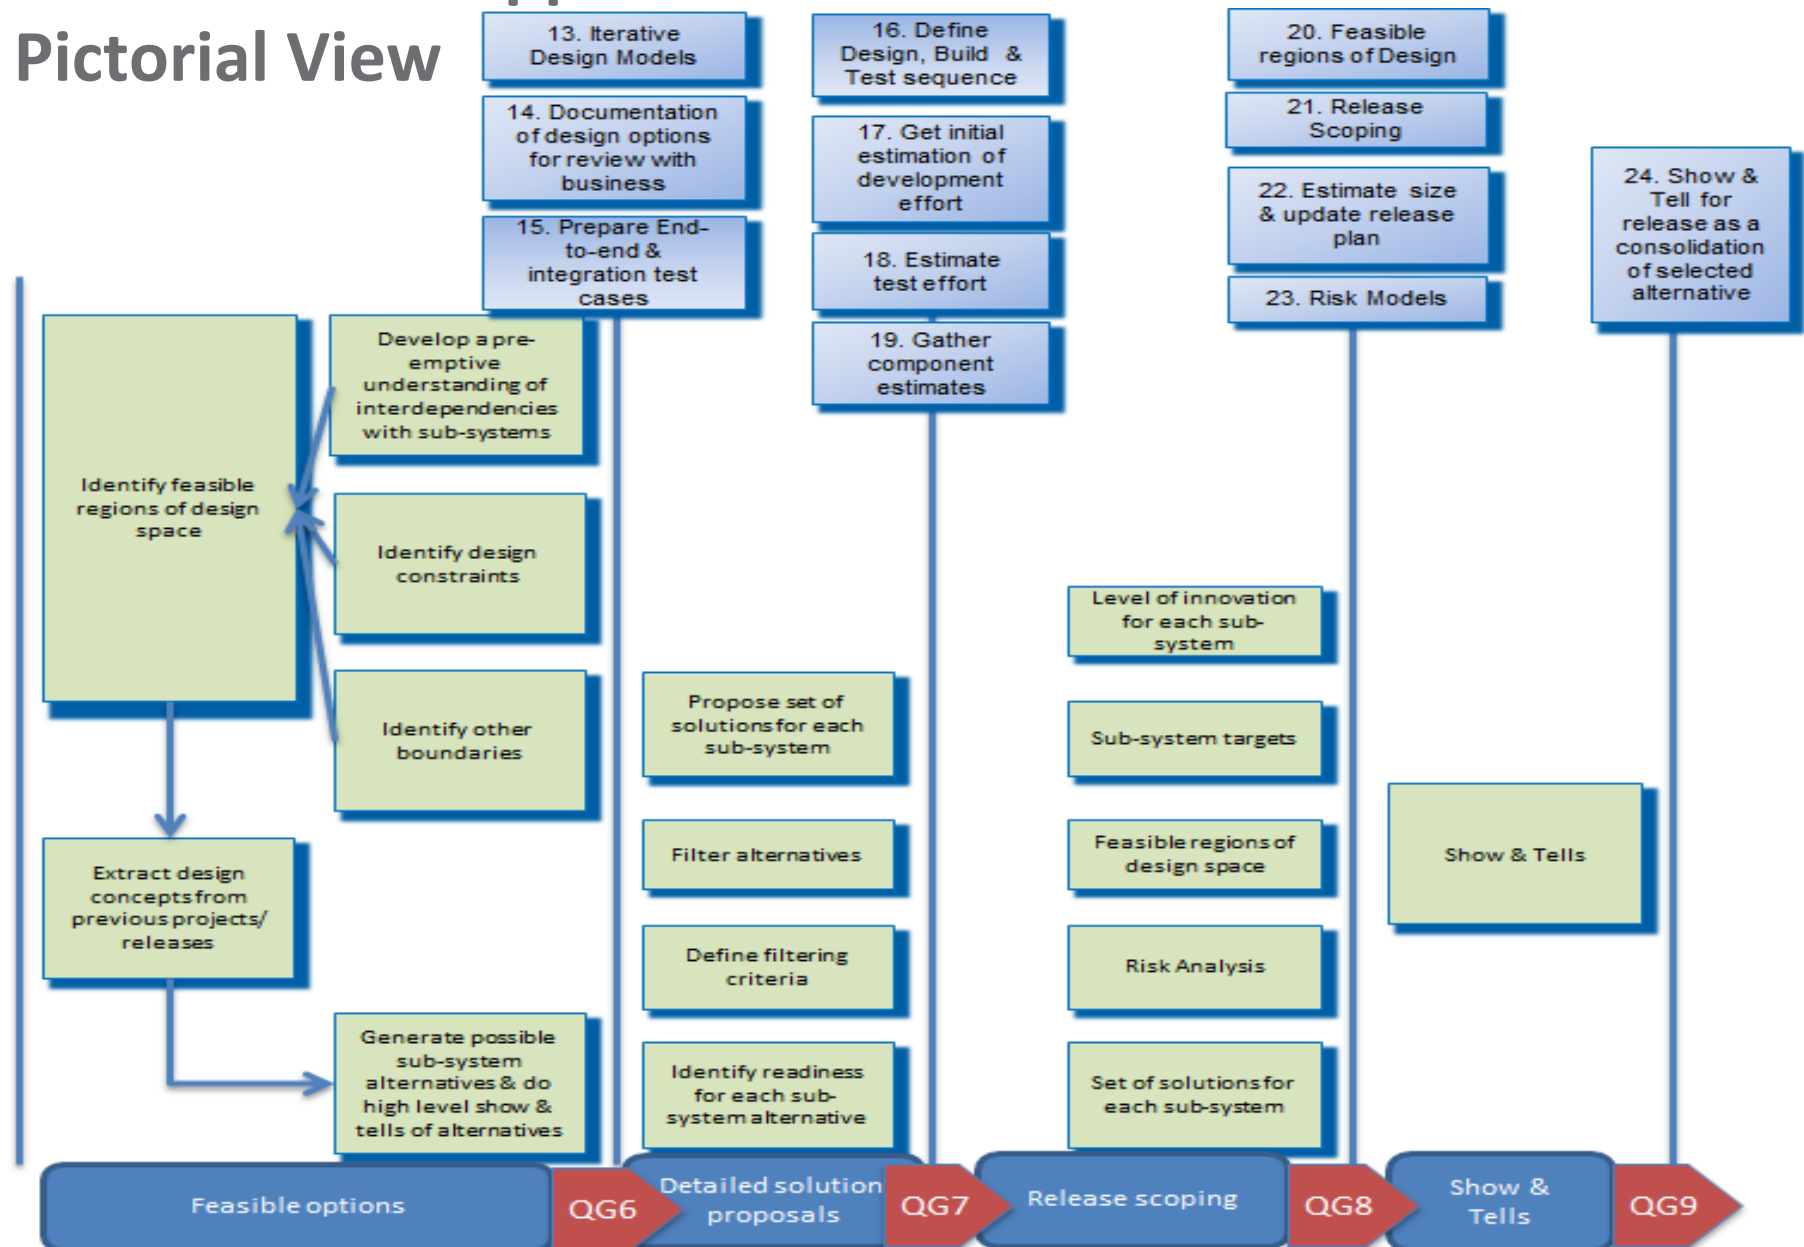 Pictorial View
13. Iterative
Design Models
14. Documentation
of design options
for review with
business
15. Prepare End-
to-end &
integration test
cases
16. Define
Design, Build &
Test sequence
17. Get initial
estimation of
development
effort
18. Estimate
test effort
19. Gather
component
estimates
20. Feasible
regions of Design
21. Release
Scoping
22. Estimate size
& update release
plan
23. Risk Models
24. Show &
Tell for
release as a
consolidation
of selected
alternative
Identify feasible
regions of design
space
Develop a pre-
emptive
understanding of
interdependencies
with sub-systems
Identify design
constraints
Identify other
boundaries
Extract design
concepts from
previous projects/
releases
Generate possible
sub-system
alternatives & do
high level show &
tells of alternatives
Propose set of
solutions for each
sub-system
Filter alternatives
Define filtering
criteria
Identify readiness
for each sub-
system alternative
Level of innovation
for each sub-
system
Sub-system targets
Feasible regions of
design space
Risk Analysis
Set of solutions for
each sub-system
Show & Tells
Feasible options
QG6
Detailed solution
proposals
QG7
Release scoping
QG8
Show &
Tells
QG9